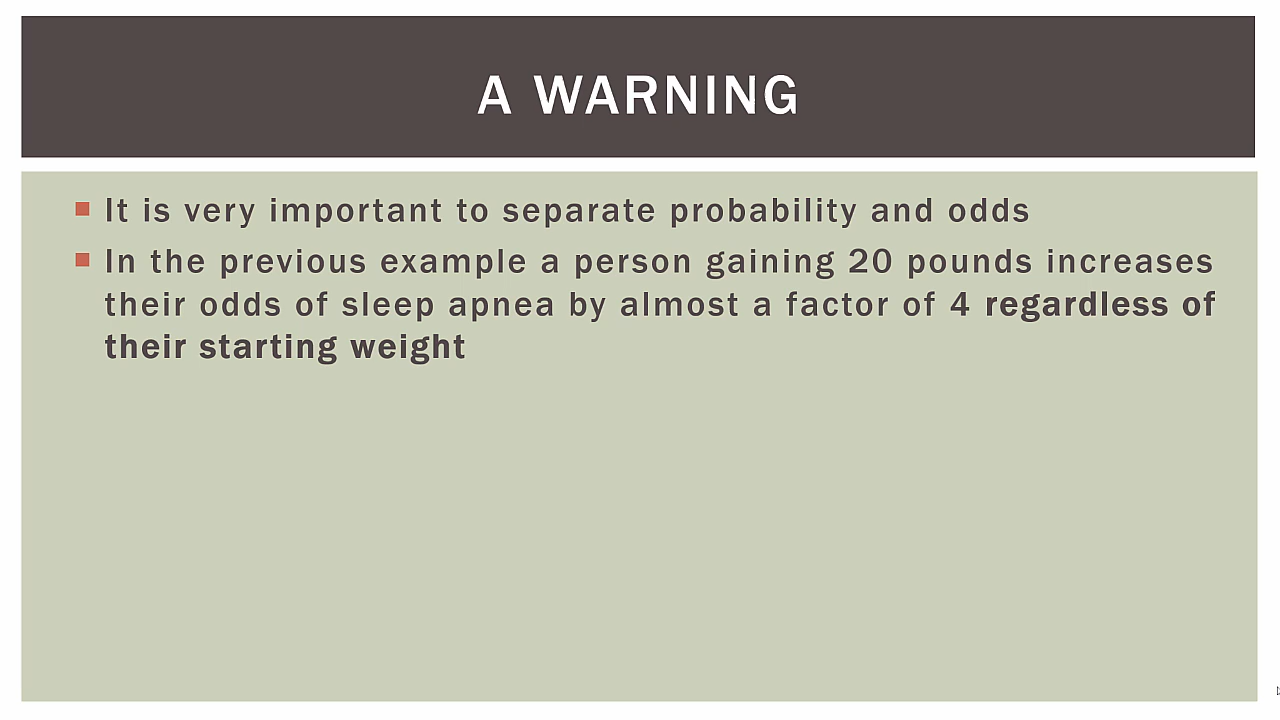 A WARNING
It is very important to separate probability and odds
In the previous example a person gaining 20 pounds increases
their odds of sleep apnea by almost a factor of 4 regardless of
their starting weight